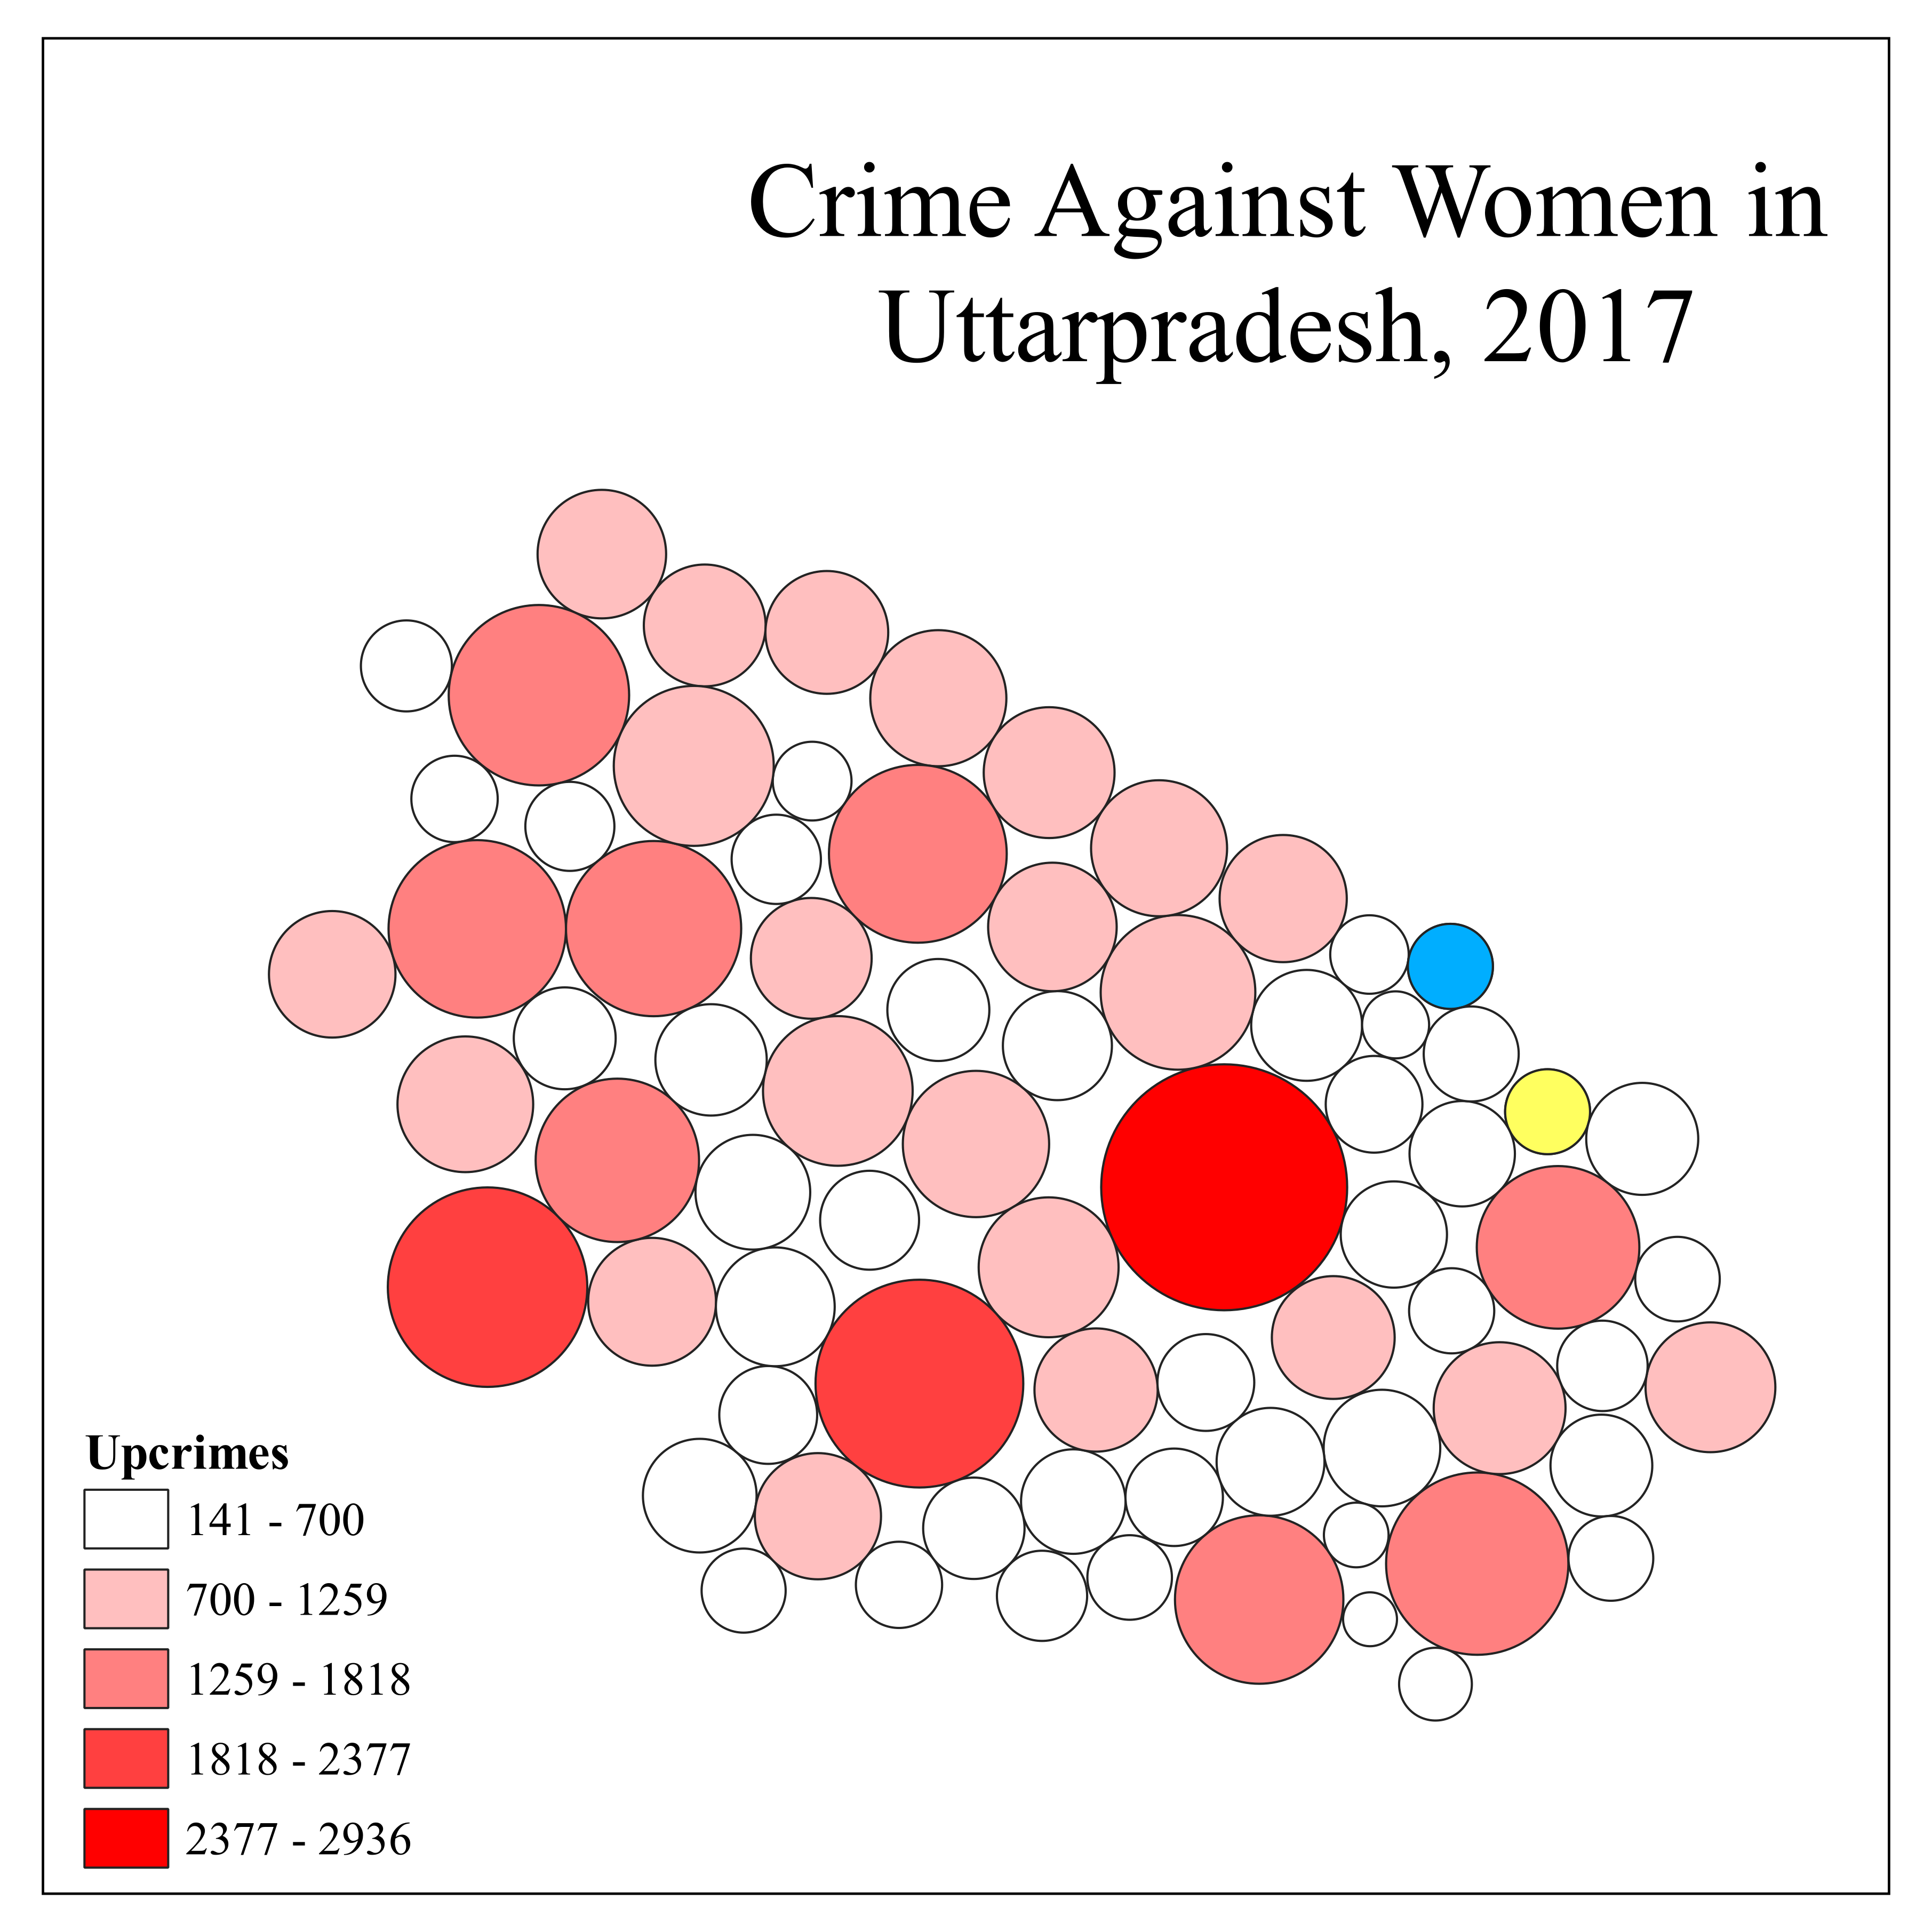 Crime Against Women in
Uttarpradesh, 2017
Upcrimes
141 - 700
700 - 1259
1259 - 1818
1818 - 2377
2377 - 2936